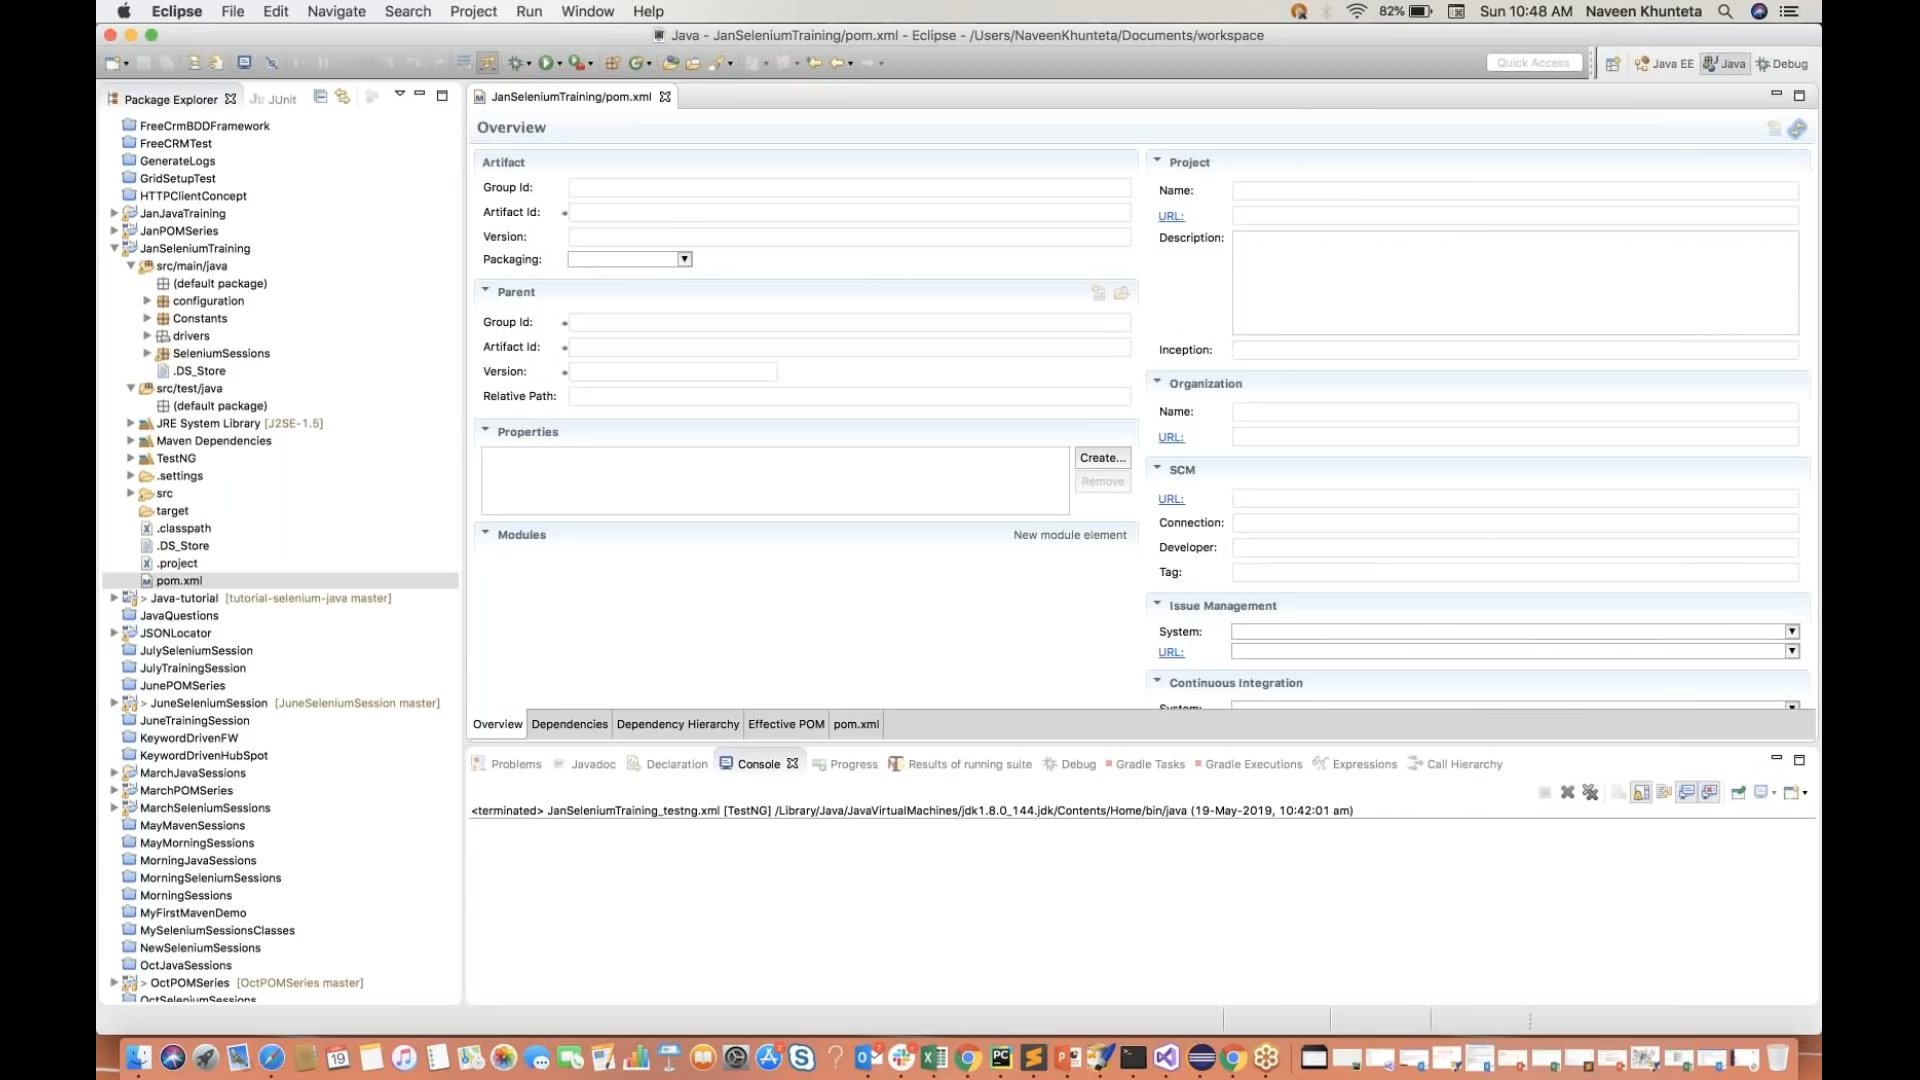 Eclipse File Edit Navigate Search Project Run Window Help 82% Sun 10:48 AM Naveen Khunteta
Java - JanSeleniumTraining/pom.xml - Eclipse - /Users/NaveenKhunteta/Documents/workspace
Quick Access Java EE Java Debug
Package Explorer JUnit
FreeCrmBDDFramework
FreeCRMTest
GenerateLogs
GridSetupTest
HTTPClientConcept
JanJavaTraining
JanPOMSeries
JanSeleniumTraining
src/main/java
(default package)
configuration
Constants
drivers
SeleniumSessions
.DS_Store
src/test/java
(default package)
JRE System Library [J2SE-1.5]
Maven Dependencies
TestNG
.settings
src
target
.classpath
.DS_Store
.project
pom.xml
> Java-tutorial [tutorial-selenium-java master]
JavaQuestions
JSONLocator
JulySeleniumSession
JulyTrainingSession
JunePOMSeries
> JuneSeleniumSession [JuneSeleniumSession master]
JuneTrainingSession
KeywordDrivenFW
KeywordDrivenHubSpot
MarchJavaSessions
MarchPOMSeries
MarchSeleniumSessions
MayMavenSessions
MayMorningSessions
MorningJavaSessions
MorningSeleniumSessions
MorningSessions
MyFirstMavenDemo
MySeleniumSessionsClasses
NewSeleniumSessions
OctJavaSessions
> OctPOMSeries [OctPOMSeries master]
OctSeleniumSessions
JanSeleniumTraining/pom.xml
Overview
Artifact
Group Id:
Artifact Id:
Version:
Packaging:
Parent
Group Id:
Artifact Id:
Version:
Relative Path:
Properties
Create...
Remove
Modules New module element
Project
Name:
URL:
Description:
Inception:
Organization
Name:
URL:
SCM
URL:
Connection:
Developer:
Tag:
Issue Management
System:
URL:
Continuous Integration
System:
Overview Dependencies Dependency Hierarchy Effective POM pom.xml
Problems Javadoc Declaration Console Progress Results of running suite Debug Gradle Tasks Gradle Executions Expressions Call Hierarchy
<terminated> JanSeleniumTraining_testng.xml [TestNG] /Library/Java/JavaVirtualMachines/jdk1.8.0_144.jdk/Contents/Home/bin/java (19-May-2019, 10:42:01 am)